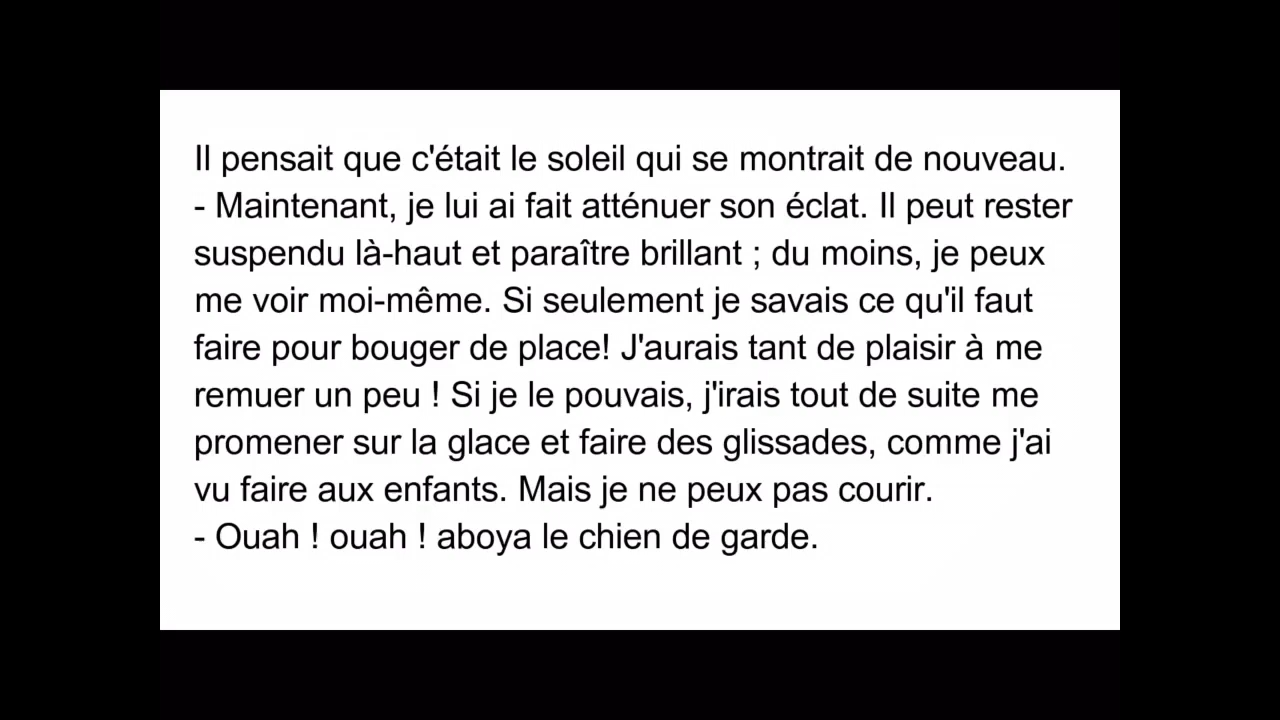 Il pensait que c'était le soleil qui se montrait de nouveau.
- Maintenant, je lui ai fait atténuer son éclat. Il peut rester
suspendu là-haut et paraître brillant ; du moins, je peux
me voir moi-même. Si seulement je savais ce qu'il faut
faire pour bouger de place! J'aurais tant de plaisir à me
remuer un peu ! Si je le pouvais, j'irais tout de suite me
promener sur la glace et faire des glissades, comme j'ai
vu faire aux enfants. Mais je ne peux pas courir.
- Ouah ! ouah ! aboya le chien de garde.